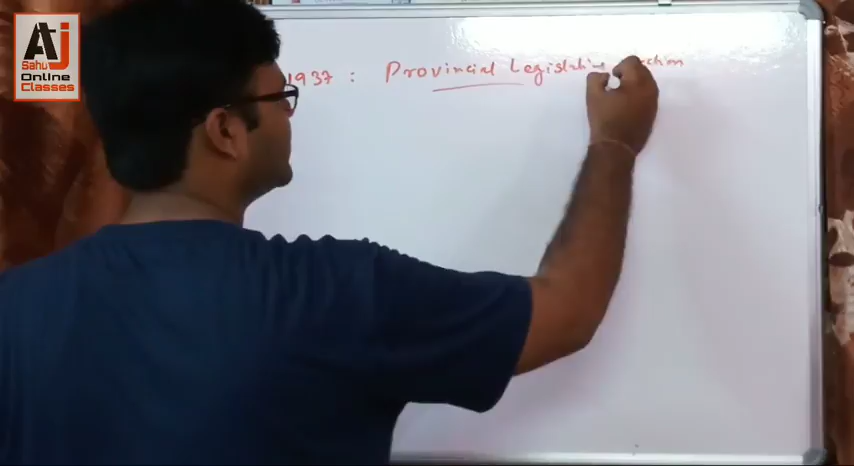 AJ
Sahu
Online
Classes
1937 : Provincial Legislative